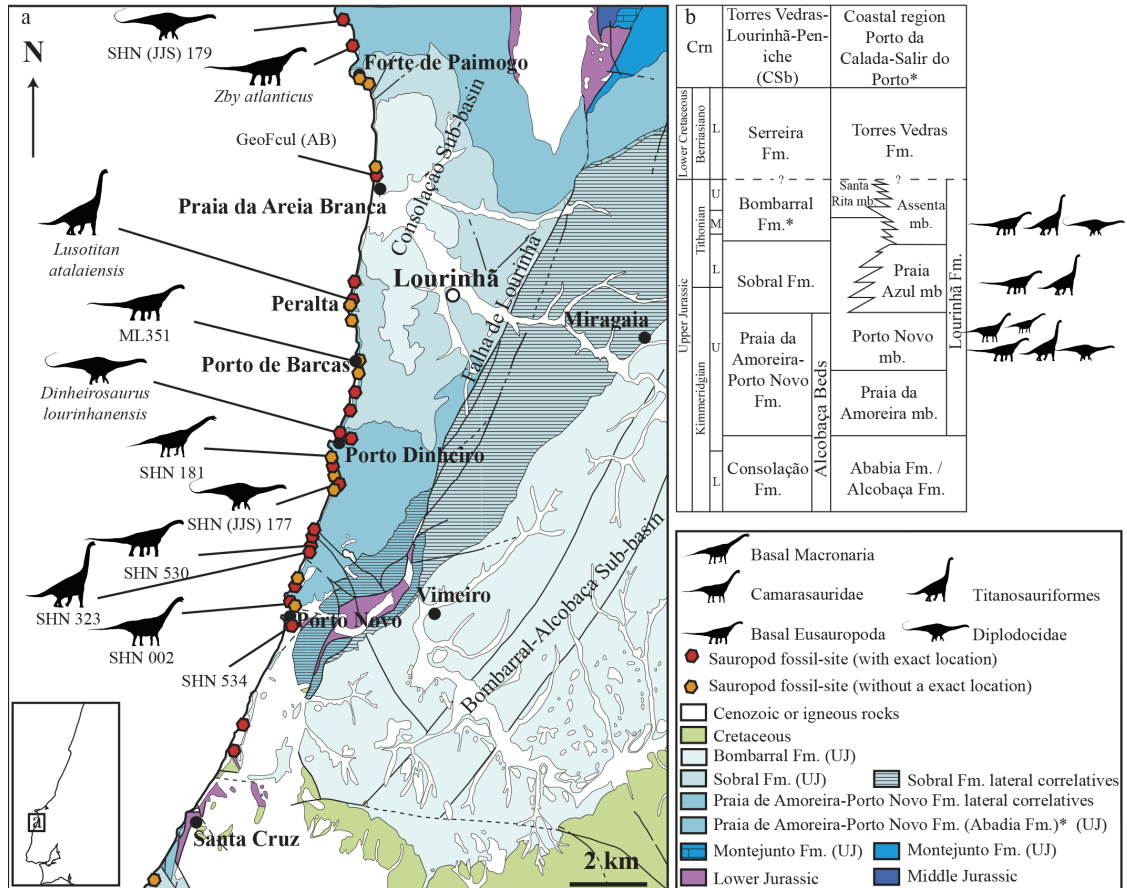 a
N
SHN (JJS) 179
Zby atlanticus
Forte de Paimogo
GeoFcul (AB)
Consolação Sub-basin
Praia da Areia Branca
Lusotitan
atalaiensis
Lourinhã
Peralta
Falha de Lourinhã
Miragaia
ML351
Porto de Barcas
Dinheirosaurus
lourinhanensis
Porto Dinheiro
SHN 181
SHN (JJS) 177
SHN 530
SHN 323
Vimeiro
Porto Novo
SHN 002
SHN 534
Bombarral-Alcobaça Sub-basin
Santa Cruz
2 km
a
b
Crn
Torres Vedras-
Lourinhã-Pen-
iche
(CSb)
Coastal region
Porto da
Calada-Salir do
Porto*
Lower Cretaceous
Berriasiano
L
Serreira
Fm.
Torres Vedras
Fm.
?
?
Upper Jurassic
Tithonian
U
M
L
Bombarral
Fm.*
Santa
Rita mb.
Assenta
mb.
Sobral Fm.
Praia
Azul mb
Lourinhã Fm.
Kimmeridgian
U
L
Praia da
Amoreira-
Porto Novo
Fm.
Alcobaça Beds
Porto Novo
mb.
Praia da
Amoreira mb.
Consolação
Fm.
Ababia Fm. /
Alcobaça Fm.
Basal Macronaria
Camarasauridae
Titanosauriformes
Basal Eusauropoda
Diplodocidae
Sauropod fossil-site (with exact location)
Sauropod fossil-site (without a exact location)
Cenozoic or igneous rocks
Cretaceous
Bombarral Fm. (UJ)
Sobral Fm. (UJ)
Sobral Fm. lateral correlatives
Praia de Amoreira-Porto Novo Fm. lateral correlatives
Praia de Amoreira-Porto Novo Fm. (Abadia Fm.)* (UJ)
Montejunto Fm. (UJ)
Montejunto Fm. (UJ)
Lower Jurassic
Middle Jurassic